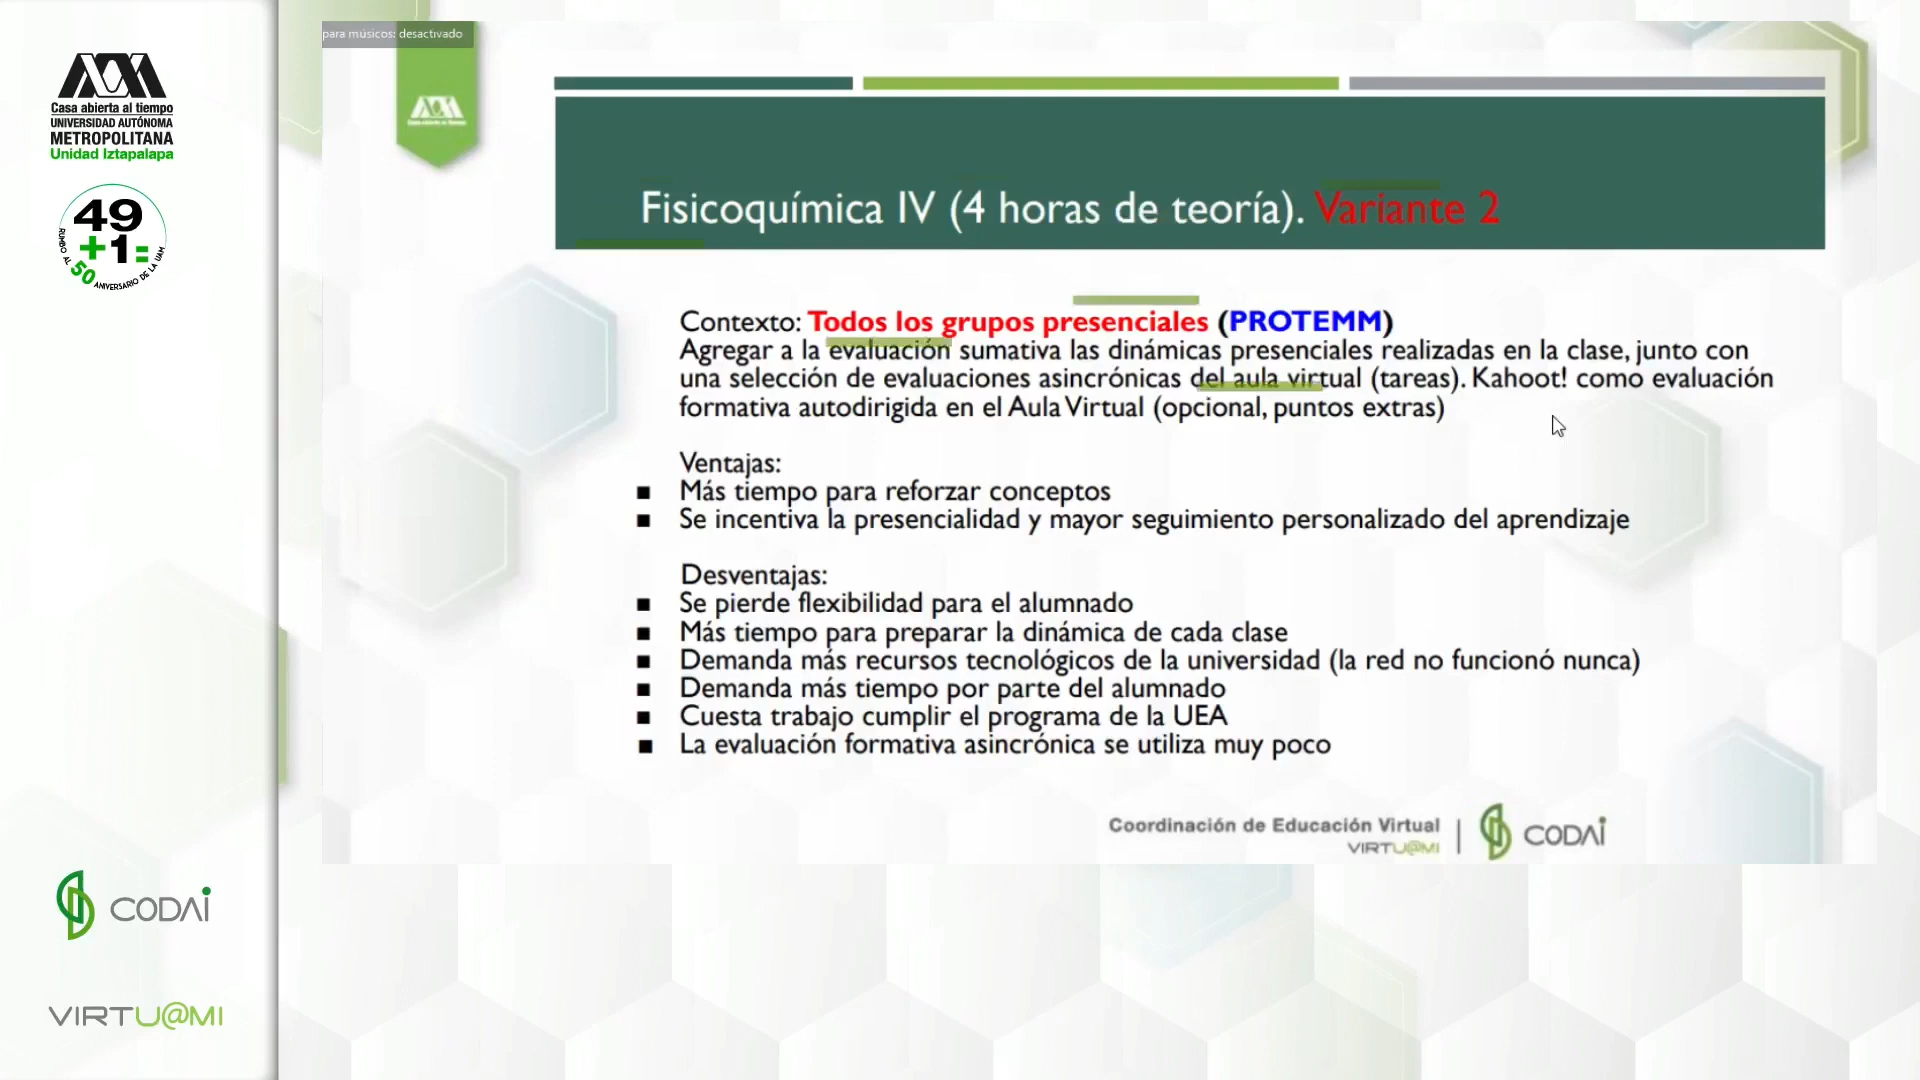 para músicos: desactivado
Casa abierta al tiempo
UNIVERSIDAD AUTÓNOMA
METROPOLITANA
Unidad Iztapalapa
49
+1=
RUMBO AL 50 ANIVERSARIO DE LA UAM
Casa abierta al tiempo
Fisicoquímica IV (4 horas de teoría). Variante 2
Contexto: Todos los grupos presenciales (PROTEMM)
Agregar a la evaluación sumativa las dinámicas presenciales realizadas en la clase, junto con
una selección de evaluaciones asincrónicas del aula virtual (tareas). Kahoot! como evaluación
formativa autodirigida en el Aula Virtual (opcional, puntos extras)
Ventajas:
■ Más tiempo para reforzar conceptos
■ Se incentiva la presencialidad y mayor seguimiento personalizado del aprendizaje
Desventajas:
■ Se pierde flexibilidad para el alumnado
■ Más tiempo para preparar la dinámica de cada clase
■ Demanda más recursos tecnológicos de la universidad (la red no funcionó nunca)
■ Demanda más tiempo por parte del alumnado
■ Cuesta trabajo cumplir el programa de la UEA
■ La evaluación formativa asincrónica se utiliza muy poco
Coordinación de Educación Virtual
VIRTU@MI
CODAI
CODAI
VIRTU@MI